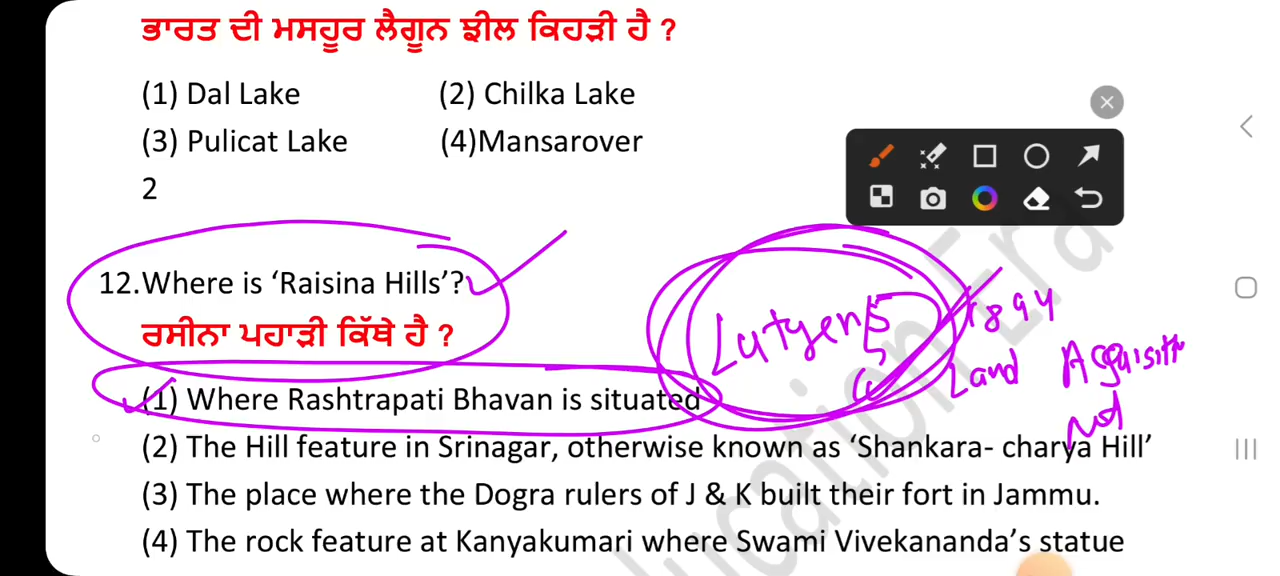 ਭਾਰਤ ਦੀ ਮਸਹੂਰ ਲੈਗੂਨ ਝੀਲ ਕਿਹੜੀ ਹੈ ?
(1) Dal Lake (2) Chilka Lake
(3) Pulicat Lake (4)Mansarover
2
12.Where is ‘Raisina Hills’?
ਰਸੀਨਾ ਪਹਾੜੀ ਕਿੱਥੇ ਹੈ ?
Lutyens
1894
Land
(1) Where Rashtrapati Bhavan is situated
(2) The Hill feature in Srinagar, otherwise known as ‘Shankara- charya Hill’
(3) The place where the Dogra rulers of J & K built their fort in Jammu.
(4) The rock feature at Kanyakumari where Swami Vivekananda’s statue